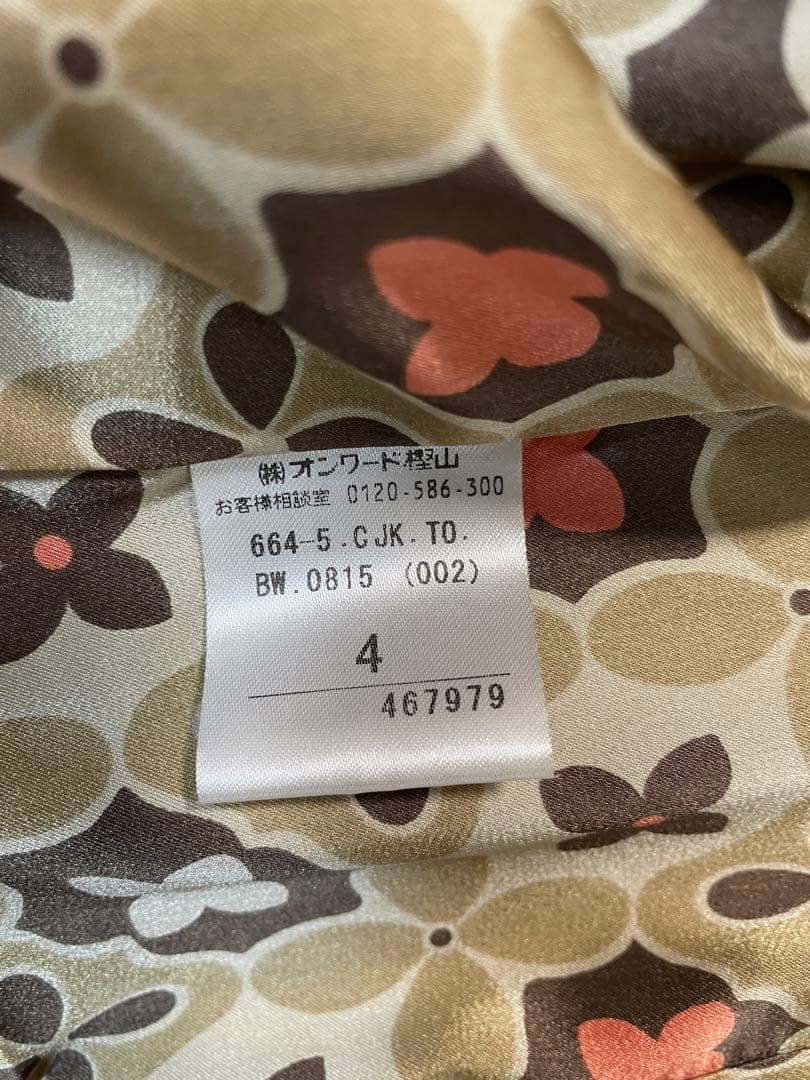 (株)オンワード樫山
お客様相談室 0120-586-300
664-5.CJK.TO.
BW.0815 (002)
4
467979